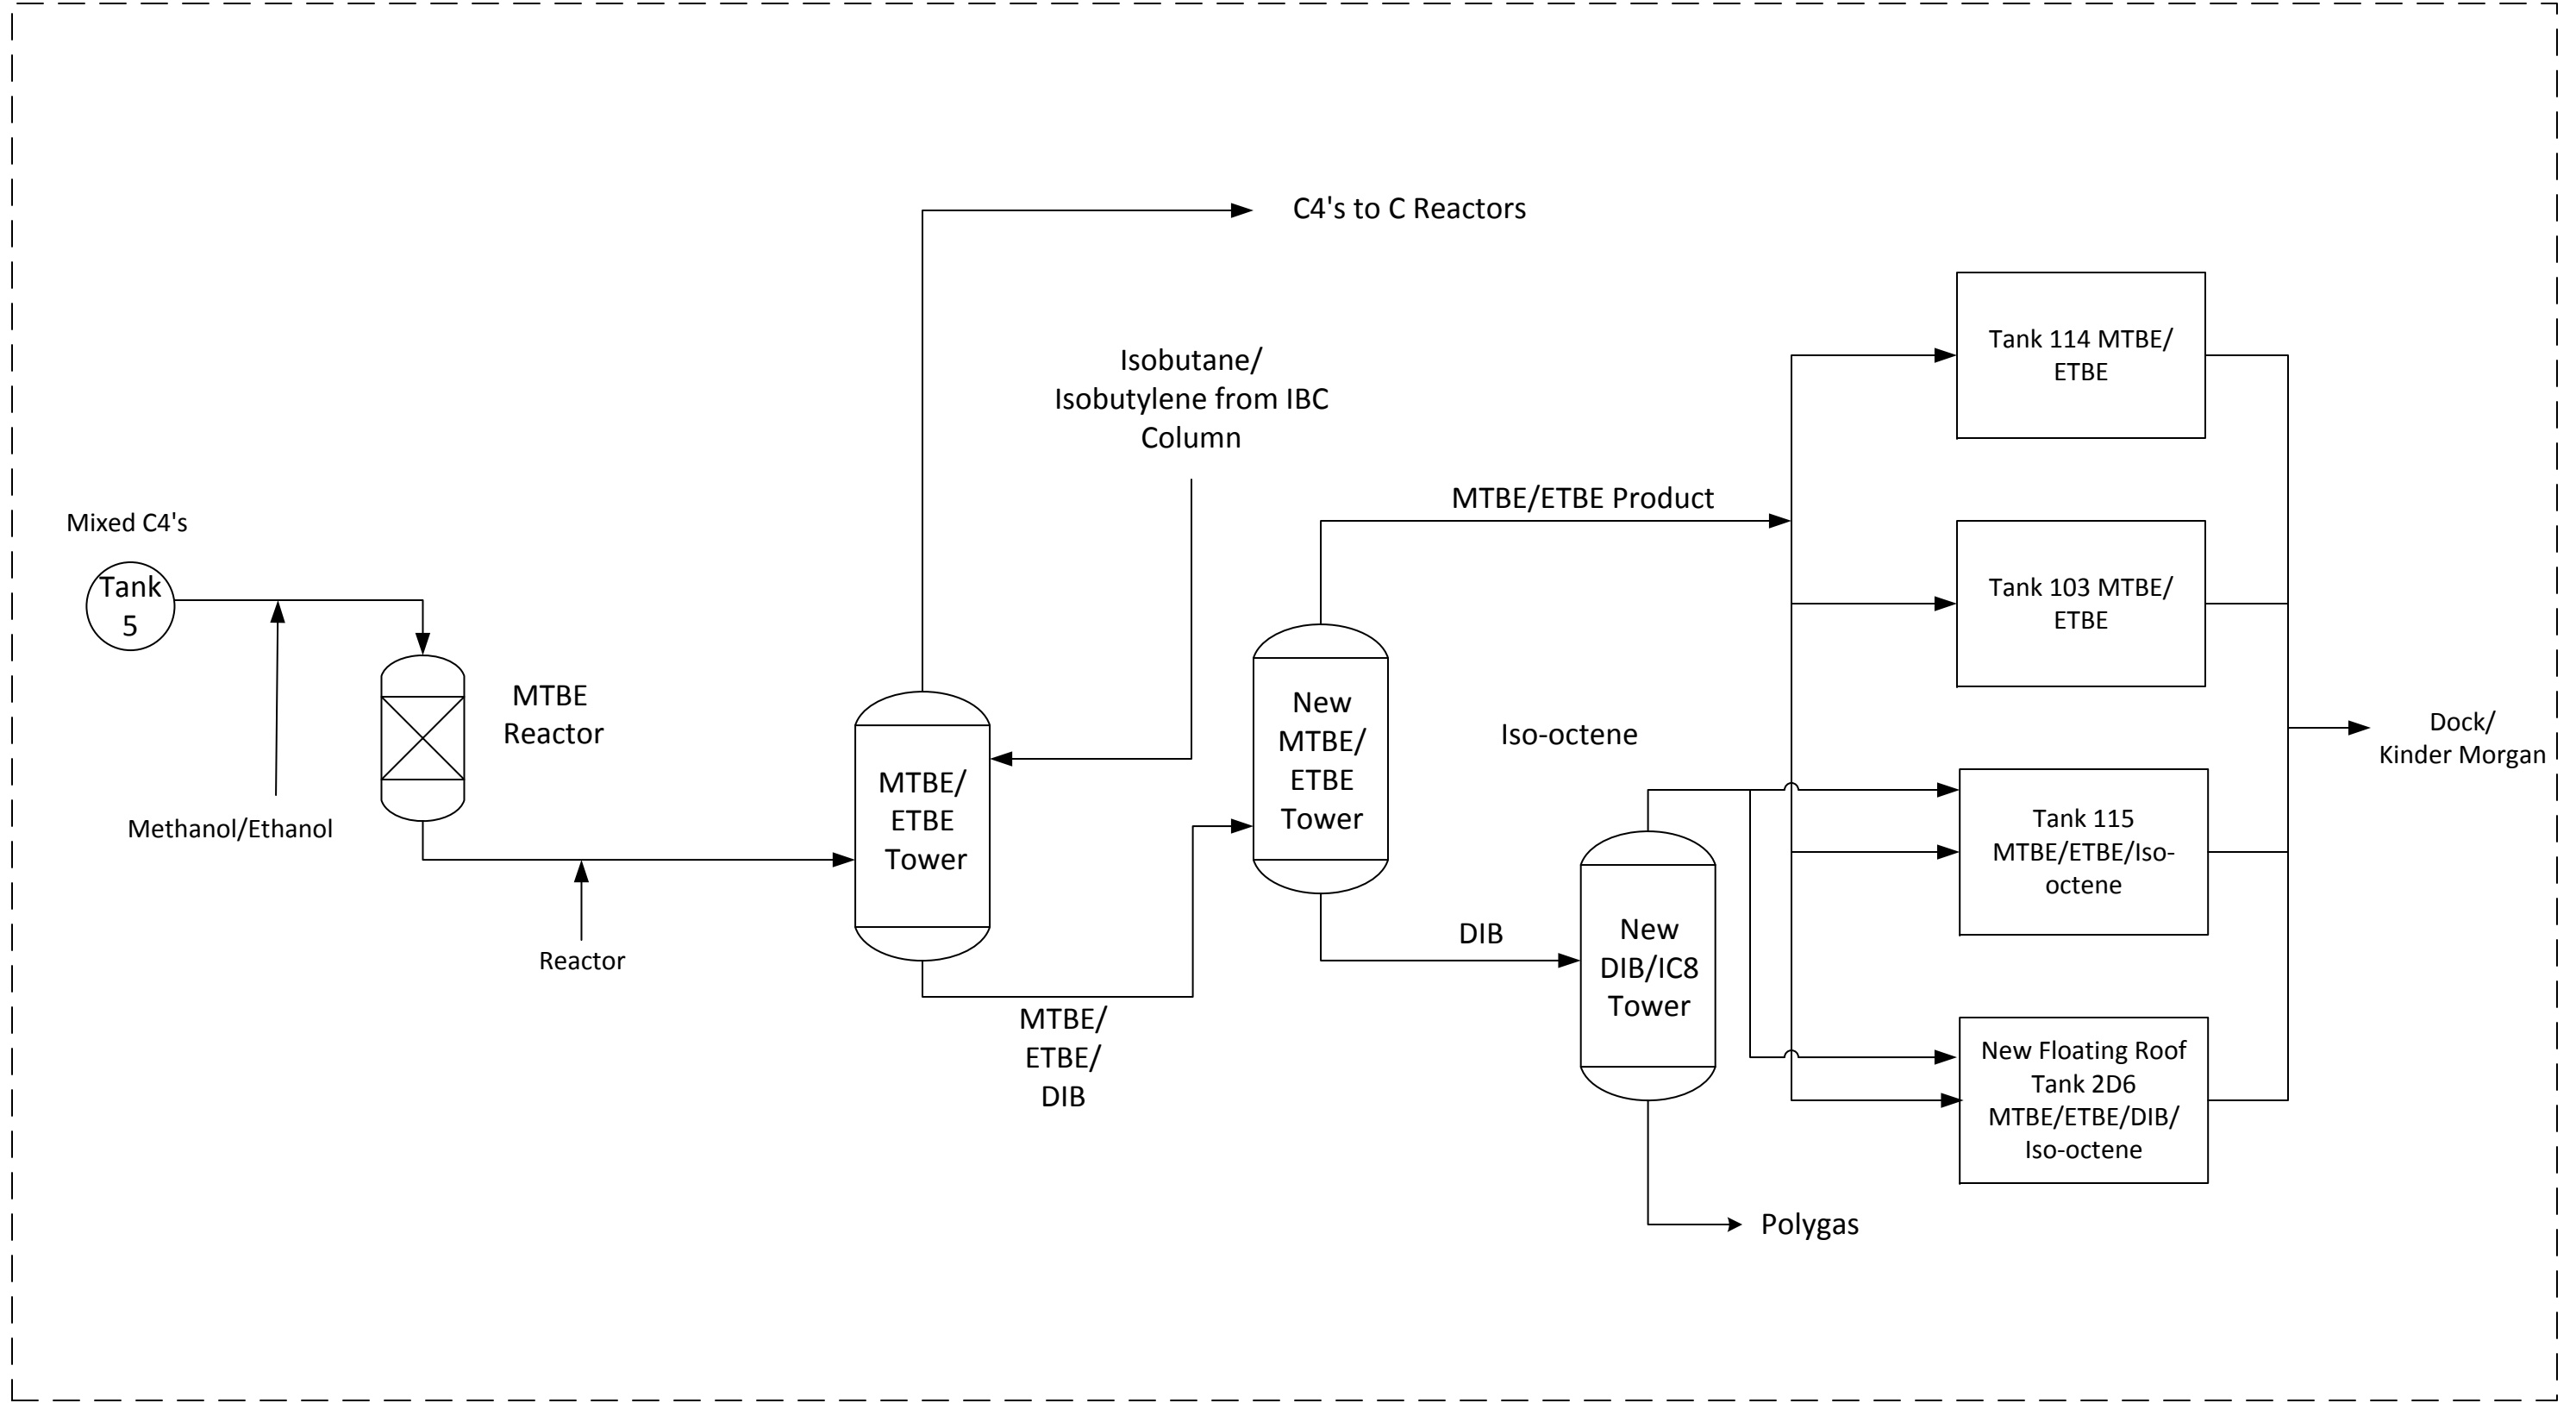 C4's to C Reactors
Isobutane/
Isobutylene from IBC
Column
Mixed C4's
Tank
5
Methanol/Ethanol
MTBE
Reactor
Reactor
MTBE/
ETBE
Tower
MTBE/
ETBE/
DIB
New
MTBE/
ETBE
Tower
MTBE/ETBE Product
Iso-octene
DIB
New
DIB/IC8
Tower
Polygas
Tank 114 MTBE/
ETBE
Tank 103 MTBE/
ETBE
Tank 115
MTBE/ETBE/Iso-
octene
New Floating Roof
Tank 2D6
MTBE/ETBE/DIB/
Iso-octene
Dock/
Kinder Morgan